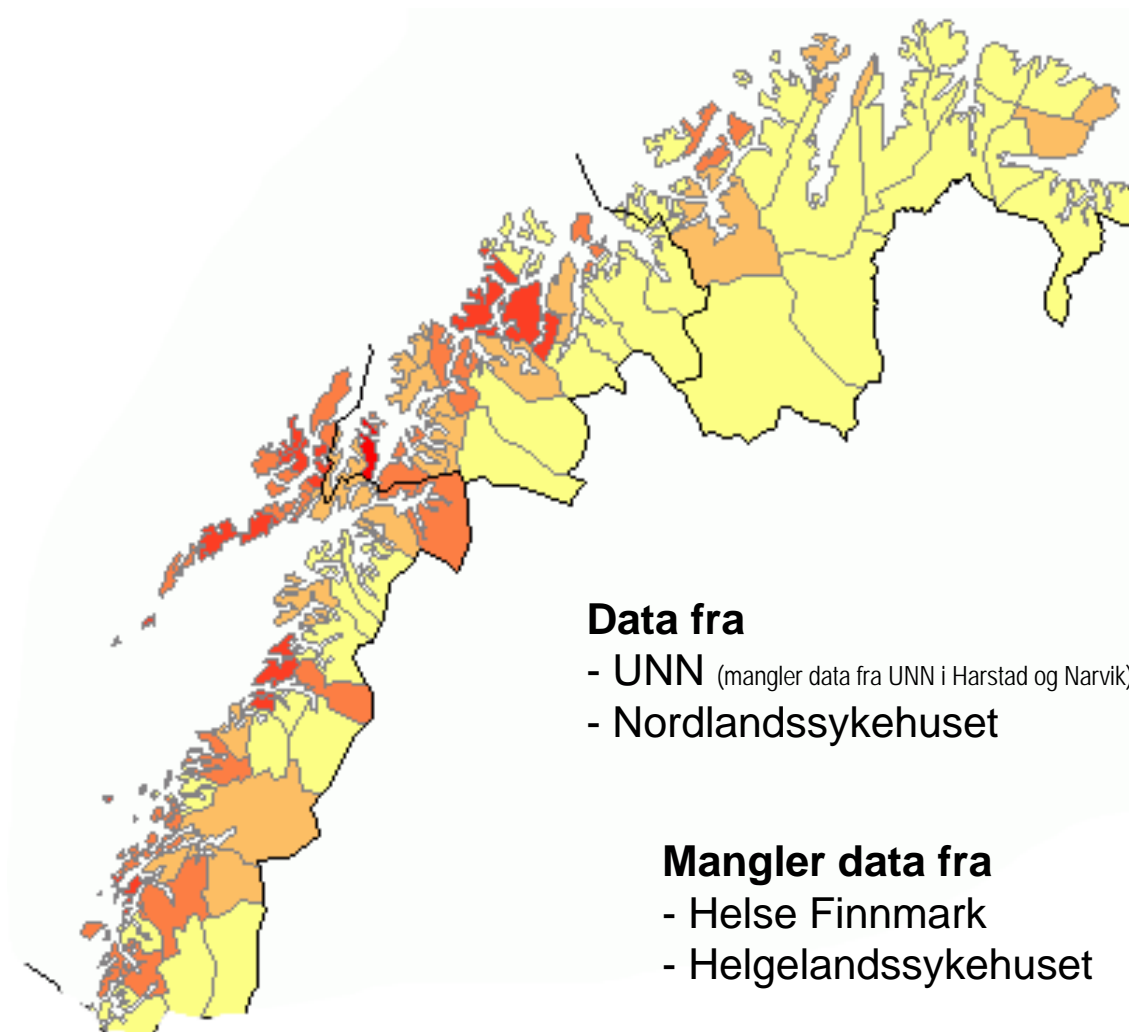 Data fra
- UNN (mangler data fra UNN i Harstad og Narvik)
- Nordlandssykehuset
Mangler data fra
- Helse Finnmark
- Helgelandssykehuset